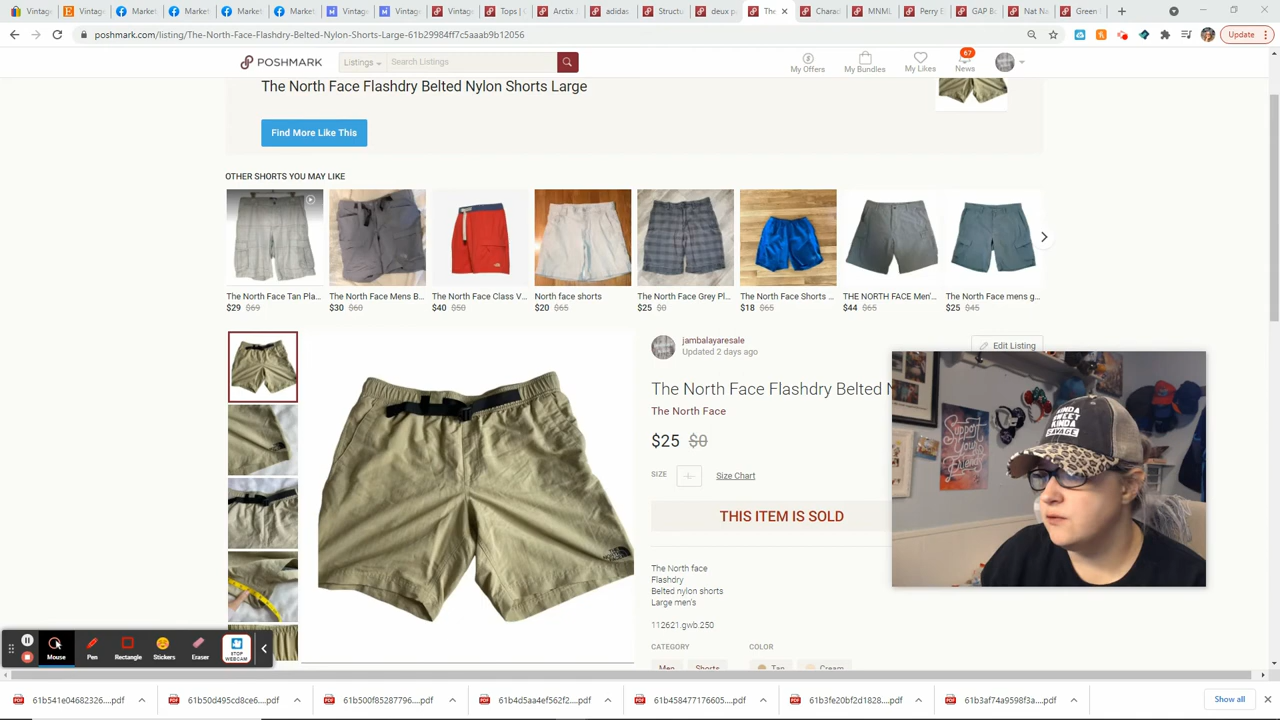 Vintage
Etsy
Market
Market
Market
Market
Vintage
Vintage
Vintage
Tops | C
Arctix
adidas
Structu
deux p
The
Charac
MNML
Perry E
GAP B
Nat Na
Green
poshmark.com/listing/The-North-Face-Flashdry-Belted-Nylon-Shorts-Large-61b29984ff7c5aaab9b12056
Update
POSHMARK
Listings
Search Listings
My Offers
My Bundles
My Likes
67
News
The North Face Flashdry Belted Nylon Shorts Large
Find More Like This
OTHER SHORTS YOU MAY LIKE
The North Face Tan Pla...
$29 $69
The North Face Mens B...
$30 $60
The North Face Class V...
$40 $50
North face shorts
$20 $65
The North Face Grey Pl...
$25 $0
The North Face Shorts ...
$18 $65
THE NORTH FACE Men'...
$44 $65
The North Face mens g...
$25 $45
jambalayaresale
Updated 2 days ago
Edit Listing
The North Face Flashdry Belted N
The North Face
$25 $0
SIZE
L
Size Chart
THIS ITEM IS SOLD
The North face
Flashdry
Belted nylon shorts
Large men's
112621.gwb.250
CATEGORY
COLOR
Men
Shorts
Tan
Cream
KINDA
SWEET
KINDA
SAVAGE
Support
Your
Friends
Mouse
Pen
Rectangle
Stickers
Eraser
STOP
WEBCAM
61b541e04682326....pdf
61b50d495cd8ce6....pdf
61b500f85287796....pdf
61b4d5aa4ef562f2....pdf
61b458477176605....pdf
61b3fe20bf2d1828....pdf
61b3af74a9598f3a....pdf
Show all